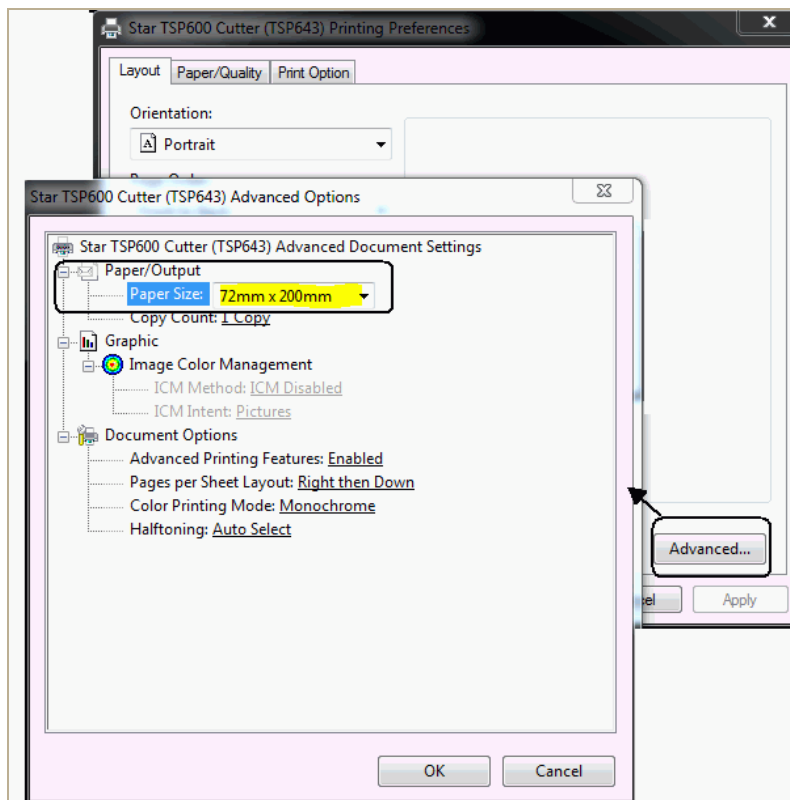 Star TSP600 Cutter (TSP643) Printing Preferences
X
Layout Paper/Quality Print Option
Orientation:
A Portrait
Star TSP600 Cutter (TSP643) Advanced Options
Star TSP600 Cutter (TSP643) Advanced Document Settings
Paper/Output
Paper Size: 72mm x 200mm
Copy Count: 1 Copy
Graphic
Image Color Management
ICM Method: ICM Disabled
ICM Intent: Pictures
Document Options
Advanced Printing Features: Enabled
Pages per Sheet Layout: Right then Down
Color Printing Mode: Monochrome
Halftoning: Auto Select
Advanced...
Apply
OK Cancel